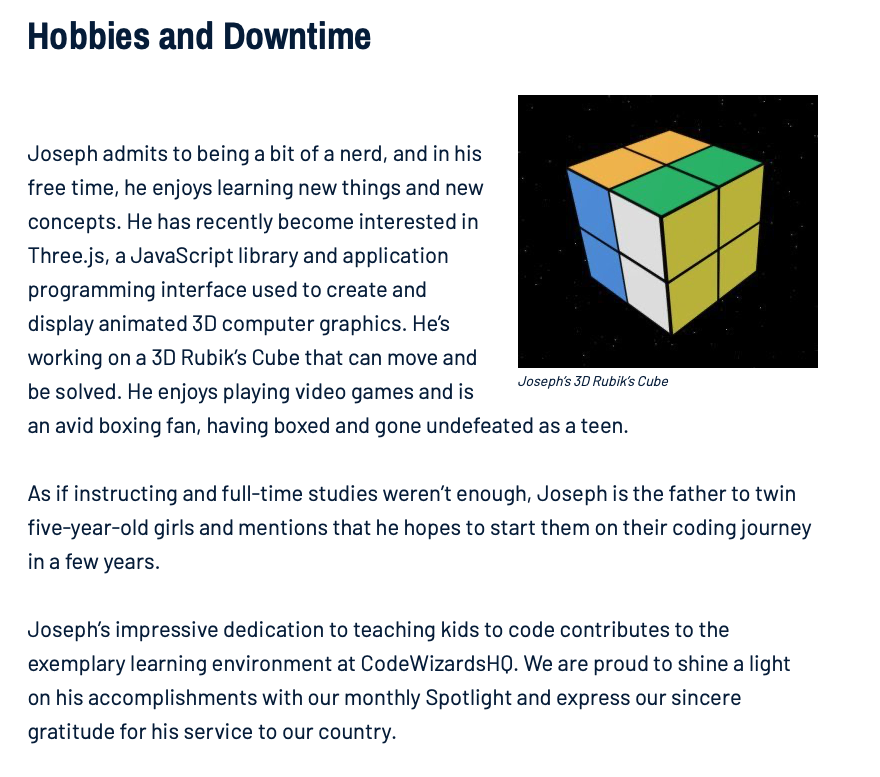 Hobbies and Downtime
Joseph admits to being a bit of a nerd, and in his
free time, he enjoys learning new things and new
concepts. He has recently become interested in
Three.js, a JavaScript library and application
programming interface used to create and
display animated 3D computer graphics. He’s
working on a 3D Rubik’s Cube that can move and
be solved. He enjoys playing video games and is
an avid boxing fan, having boxed and gone undefeated as a teen.
Joseph’s 3D Rubik’s Cube
As if instructing and full-time studies weren’t enough, Joseph is the father to twin
five-year-old girls and mentions that he hopes to start them on their coding journey
in a few years.
Joseph’s impressive dedication to teaching kids to code contributes to the
exemplary learning environment at CodeWizardsHQ. We are proud to shine a light
on his accomplishments with our monthly Spotlight and express our sincere
gratitude for his service to our country.